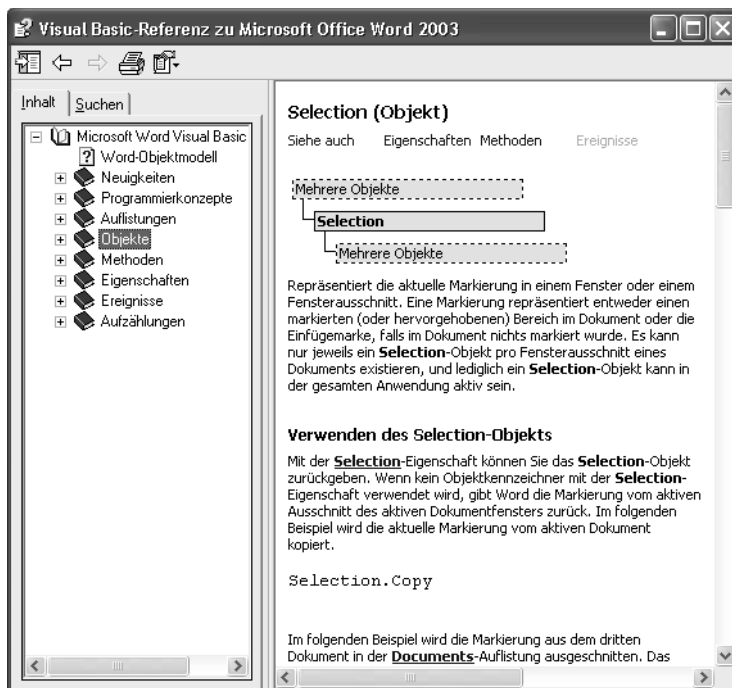 Visual Basic-Referenz zu Microsoft Office Word 2003
Inhalt
Suchen
Microsoft Word Visual Basic
Word-Objektmodell
Neuigkeiten
Programmierkonzepte
Auflistungen
Objekte
Methoden
Eigenschaften
Ereignisse
Aufzählungen
Selection (Objekt)
Siehe auch Eigenschaften Methoden Ereignisse
Mehrere Objekte
Selection
Mehrere Objekte
Repräsentiert die aktuelle Markierung in einem Fenster oder einem
Fensterausschnitt. Eine Markierung repräsentiert entweder einen
markierten (oder hervorgehobenen) Bereich im Dokument oder die
Einfügemarke, falls im Dokument nichts markiert wurde. Es kann
nur jeweils ein Selection-Objekt pro Fensterausschnitt eines
Dokuments existieren, und lediglich ein Selection-Objekt kann in
der gesamten Anwendung aktiv sein.
Verwenden des Selection-Objekts
Mit der Selection-Eigenschaft können Sie das Selection-Objekt
zurückgeben. Wenn kein Objektkennzeichner mit der Selection-
Eigenschaft verwendet wird, gibt Word die Markierung vom aktiven
Ausschnitt des aktiven Dokumentfensters zurück. Im folgenden
Beispiel wird die aktuelle Markierung vom aktiven Dokument
kopiert.
Selection.Copy
Im folgenden Beispiel wird die Markierung aus dem dritten
Dokument in der Documents-Auflistung ausgeschnitten. Das